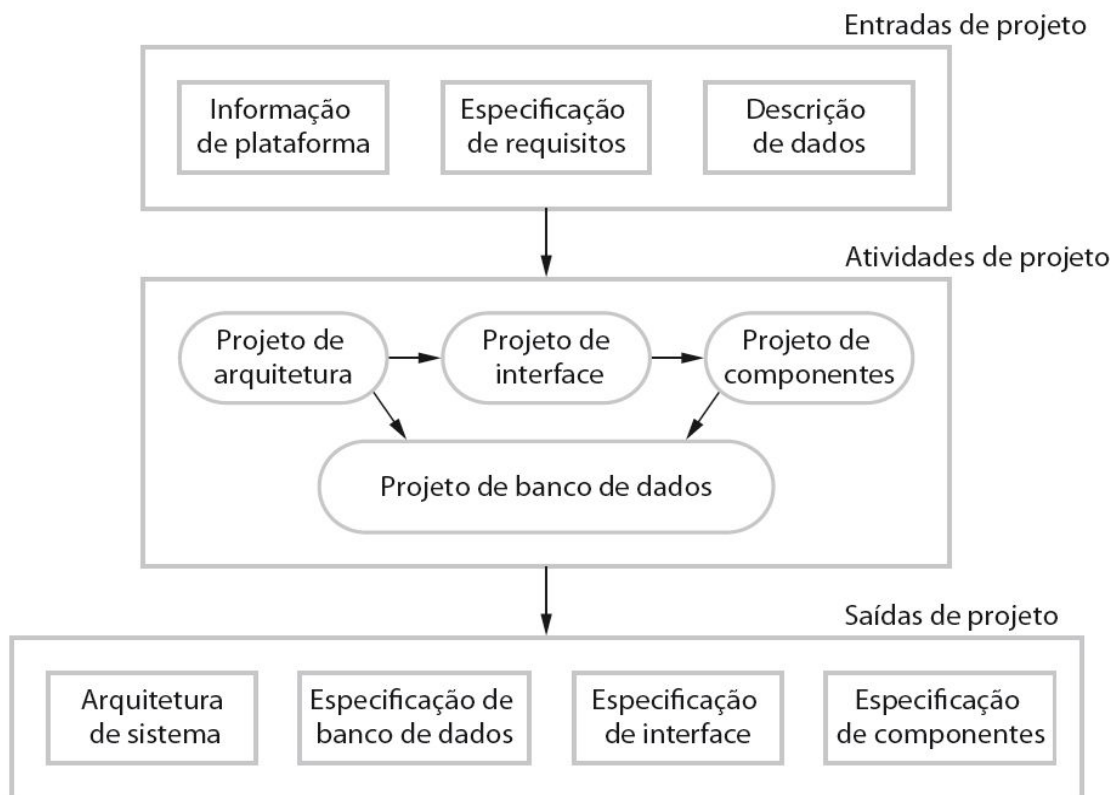 Entradas de projeto
Informação
de plataforma
Especificação
de requisitos
Descrição
de dados
Atividades de projeto
Projeto de
arquitetura
Projeto de
interface
Projeto de
componentes
Projeto de banco de dados
Saídas de projeto
Arquitetura
de sistema
Especificação de
banco de dados
Especificação
de interface
Especificação
de componentes